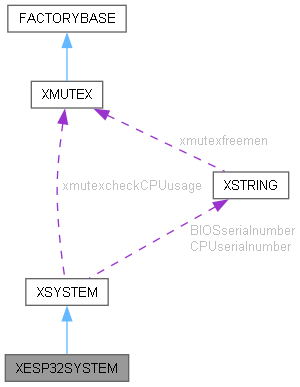 FACTORYBASE
XMUTEX
xmutexfreemen
xmutexcheckCPUusage
XSTRING
BIOSserialnumber
CPUserialnumber
XSYSTEM
XESP32SYSTEM